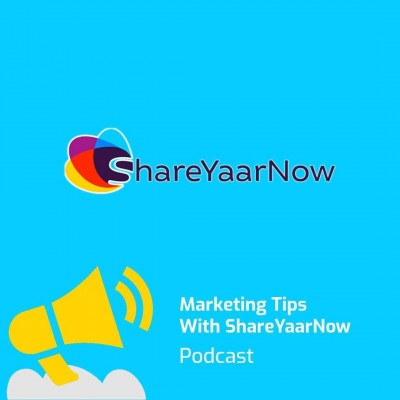 ShareYaarNow
Marketing Tips
With ShareYaarNow
Podcast